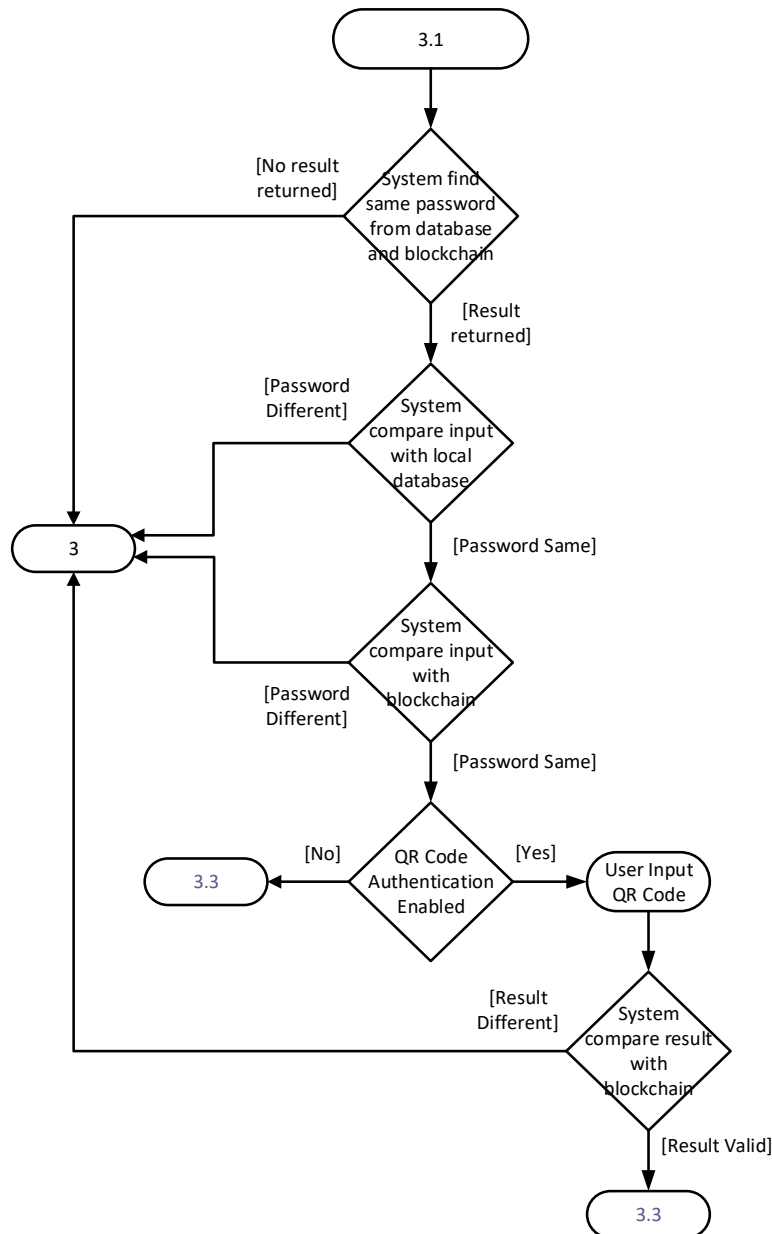 3.1
[No result
returned]
System find
same password
from database
and blockchain
[Result
returned]
[Password
Different]
System
compare input
with local
database
3
[Password Same]
System
compare input
with
blockchain
[Password
Different]
[Password Same]
[No]
QR Code
Authentication
Enabled
[Yes]
3.3
User Input
QR Code
[Result
Different]
System
compare result
with
blockchain
[Result Valid]
3.3